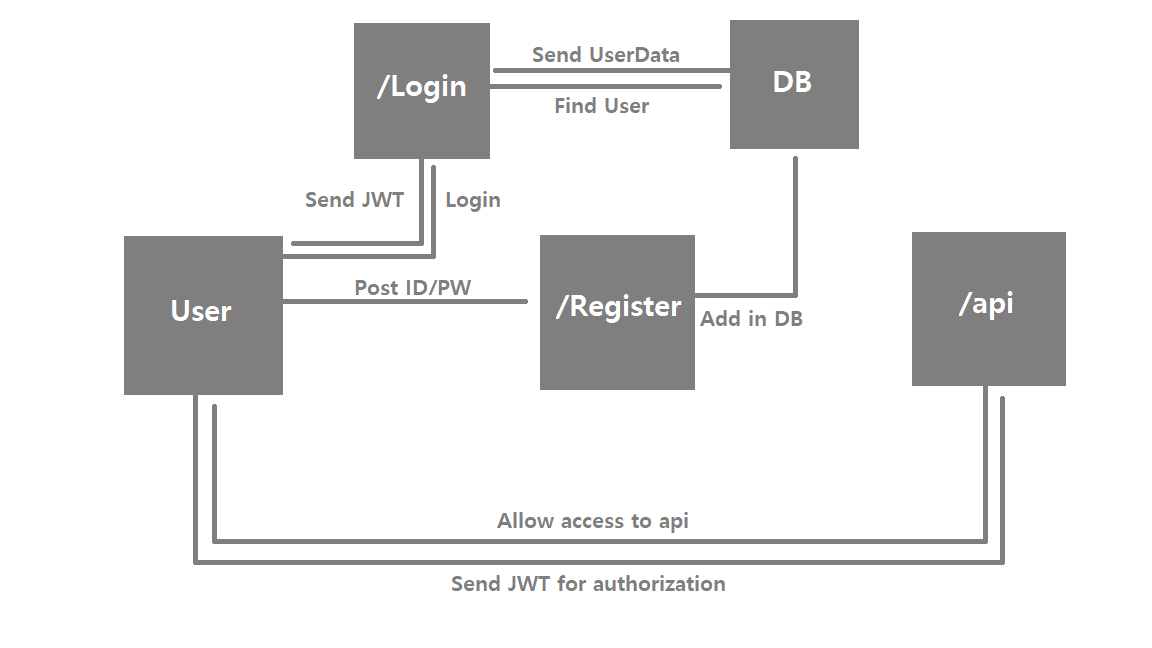 Send UserData
/Login
DB
Find User
Send JWT
Login
User
Post ID/PW
/Register
Add in DB
/api
Allow access to api
Send JWT for authorization